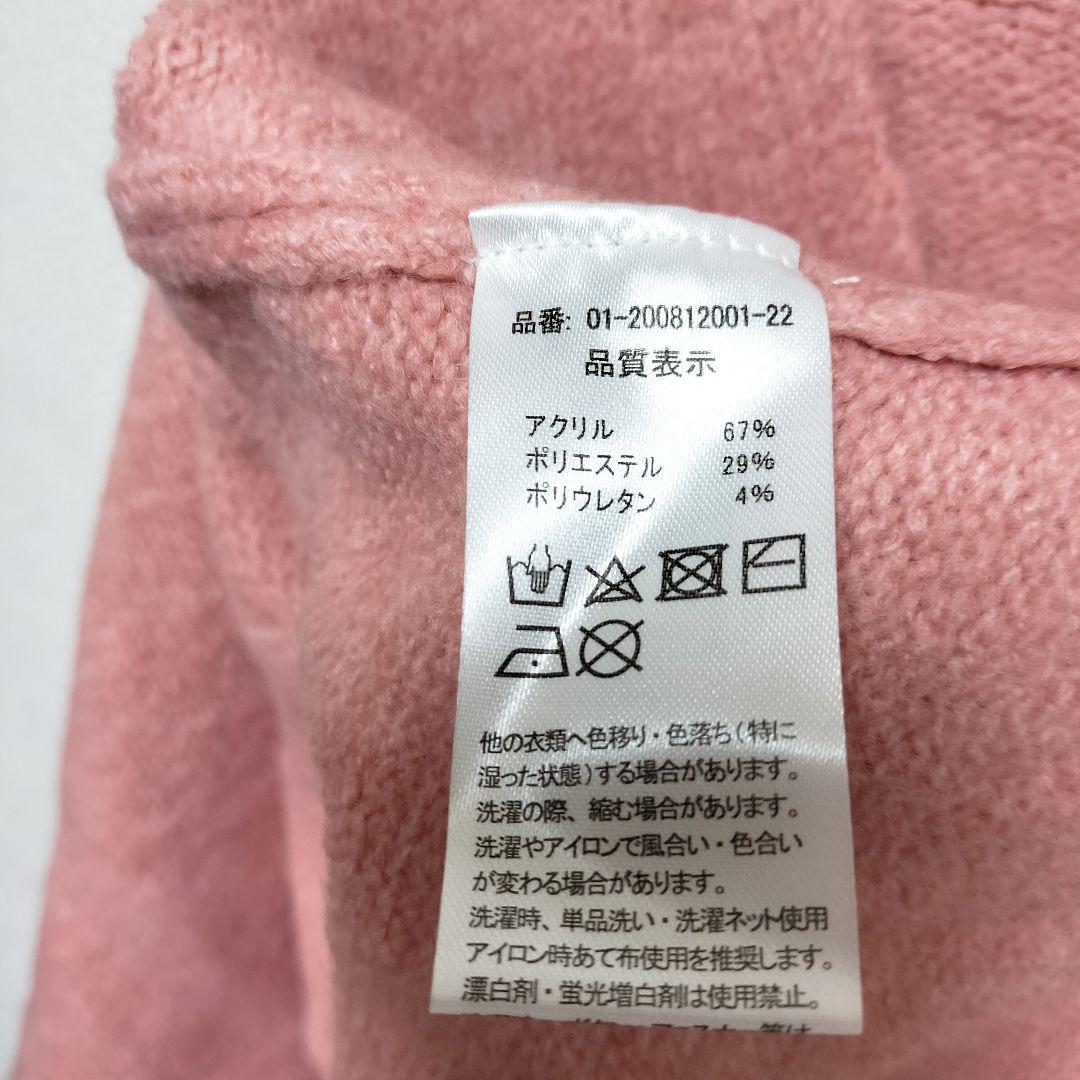 品番: 01-200812001-22
品質表示
アクリル 67%
ポリエステル 29%
ポリウレタン 4%
他の衣類へ色移り・色落ち(特に
湿った状態)する場合があります。
洗濯の際、縮む場合があります。
洗濯やアイロンで風合い・色合い
が変わる場合があります。
洗濯時、単品洗い・洗濯ネット使用
アイロン時あて布使用を推奨します。
漂白剤・蛍光増白剤は使用禁止。